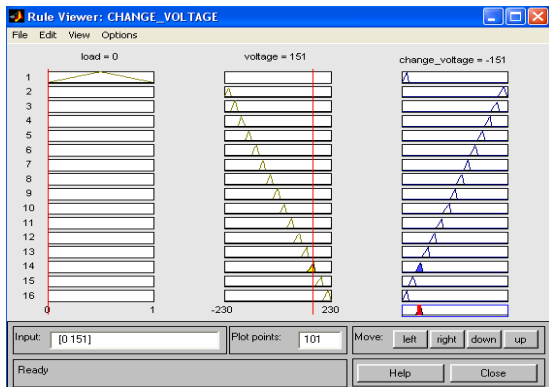 Rule Viewer: CHANGE_VOLTAGE
File Edit View Options
load = 0 voltage = 151 change_voltage = -151
1
2
3
4
5
6
7
8
9
10
11
12
13
14
15
16
0 1 -230 230
Input: [0 151] Plot points: 101 Move: left right down up
Ready Help Close